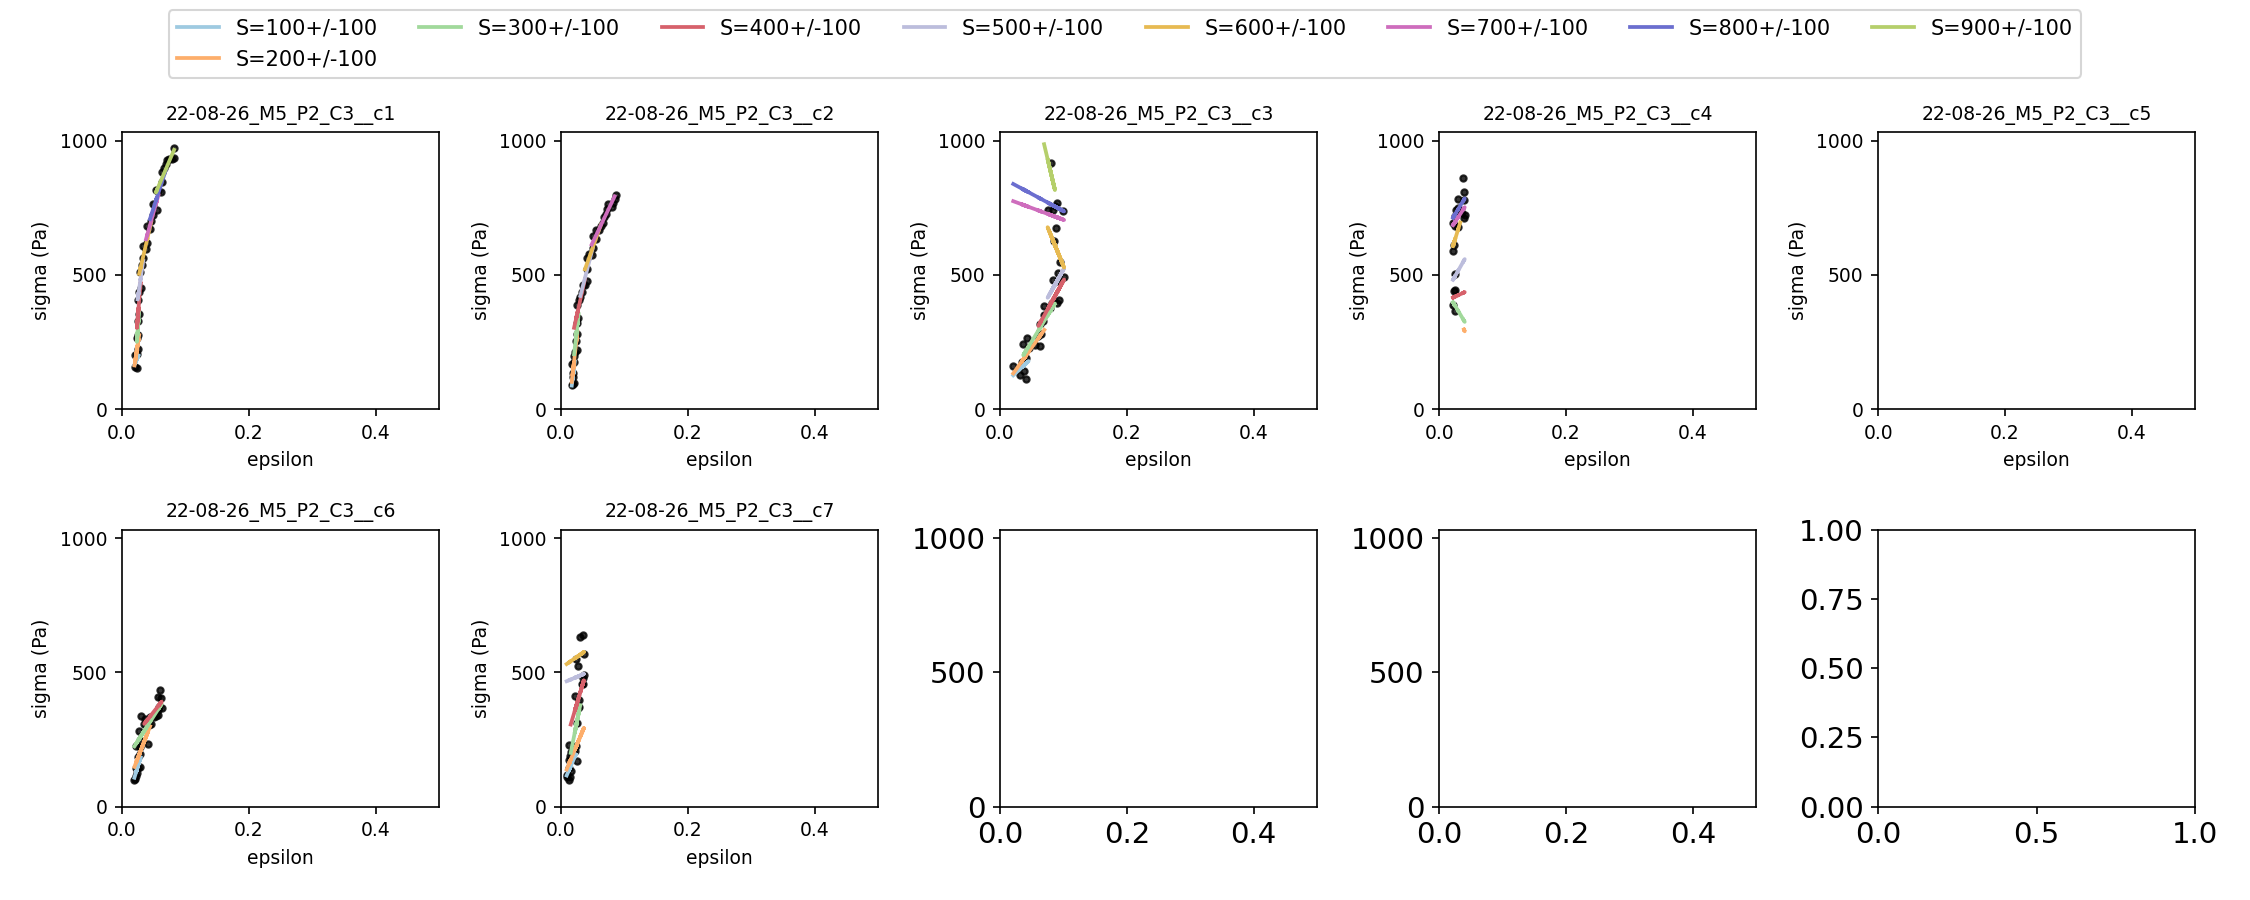 S=100+/-100 S=300+/-100 S=400+/-100 S=500+/-100 S=600+/-100 S=700+/-100 S=800+/-100 S=900+/-100
S=200+/-100
22-08-26_M5_P2_C3__c1 22-08-26_M5_P2_C3__c2 22-08-26_M5_P2_C3__c3 22-08-26_M5_P2_C3__c4 22-08-26_M5_P2_C3__c5
1000 1000 1000 1000 1000
sigma (Pa) sigma (Pa) sigma (Pa) sigma (Pa) sigma (Pa)
500 500 500 500 500
0 0 0 0 0
0.0 0.2 0.4 0.0 0.2 0.4 0.0 0.2 0.4 0.0 0.2 0.4 0.0 0.2 0.4
epsilon epsilon epsilon epsilon epsilon
22-08-26_M5_P2_C3__c6 22-08-26_M5_P2_C3__c7
1000 1000 1000 1000 1.00
0.75
sigma (Pa) sigma (Pa)
500 500 500 500 0.50
0.25
0 0 0 0 0.00
0.0 0.2 0.4 0.0 0.2 0.4 0.0 0.2 0.4 0.0 0.2 0.4 0.0 0.5 1.0
epsilon epsilon